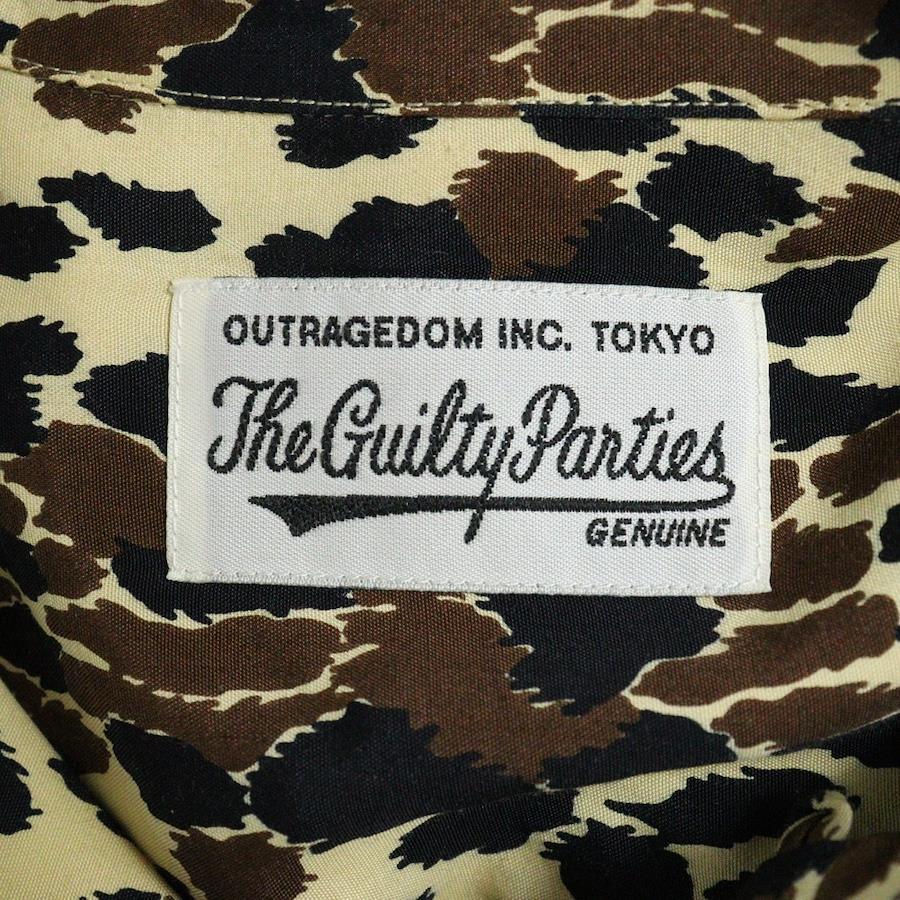 OUTRAGEDOM INC. TOKYO
The Guilty Parties
GENUINE